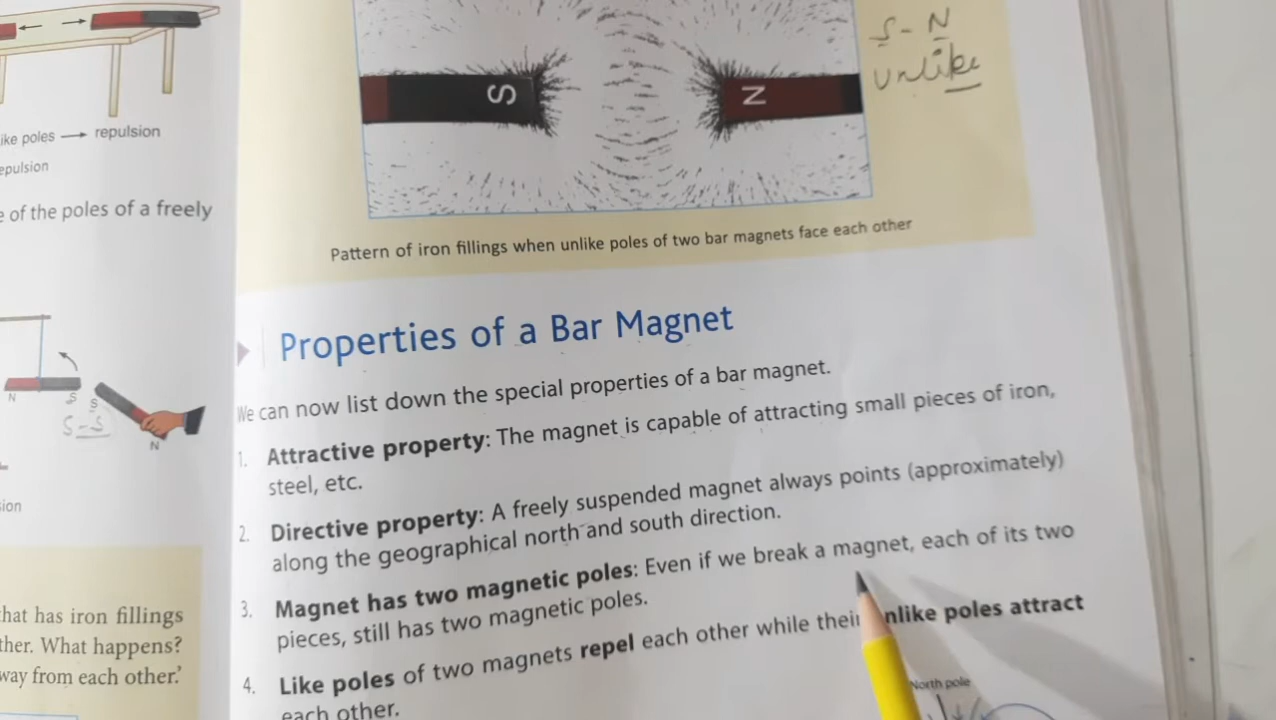 ike poles → repulsion
epulsion
e of the poles of a freely
N
S
S
S-S
N
sion
that has iron fillings
ther. What happens?
way from each other.'
S
N
S-N
unlike
Pattern of iron fillings when unlike poles of two bar magnets face each other
Properties of a Bar Magnet
We can now list down the special properties of a bar magnet.
1. Attractive property: The magnet is capable of attracting small pieces of iron,
steel, etc.
2. Directive property: A freely suspended magnet always points (approximately)
along the geographical north and south direction.
3. Magnet has two magnetic poles: Even if we break a magnet, each of its two
pieces, still has two magnetic poles.
4. Like poles of two magnets repel each other while their nlike poles attract
each other.
North pole